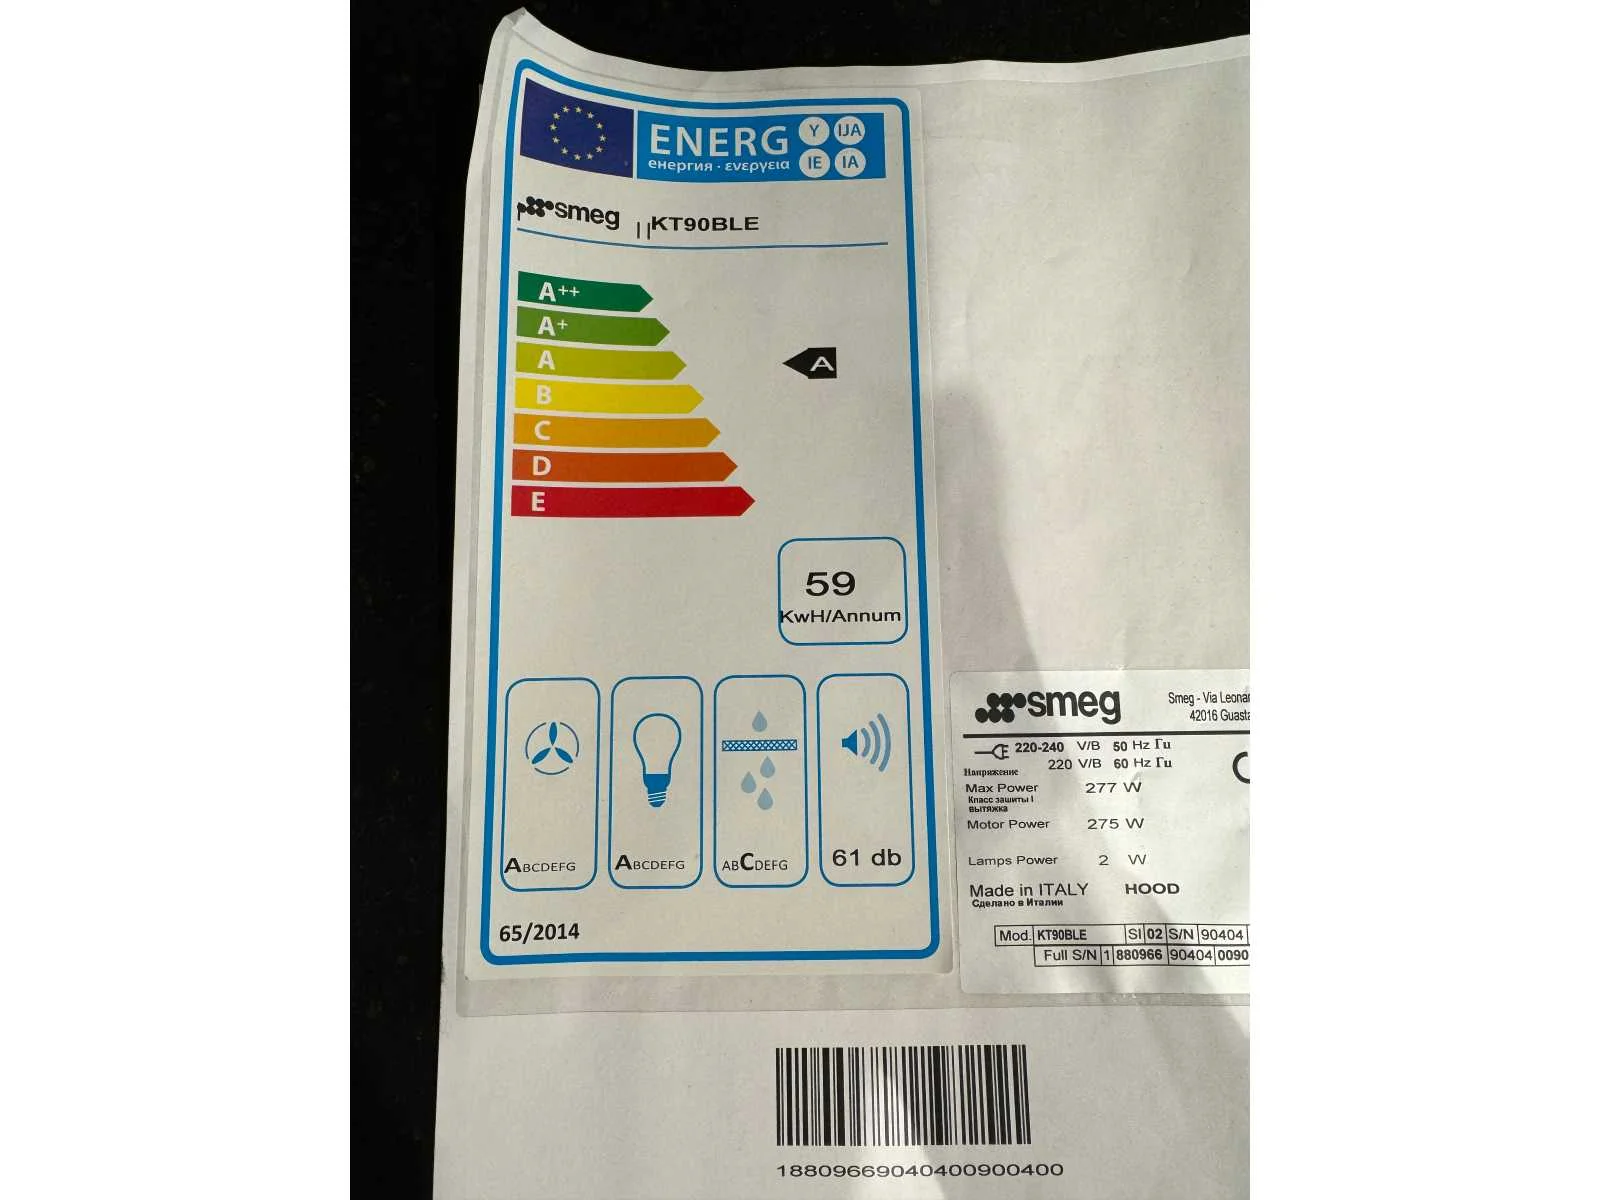 ENERG Y IJA
енергия · ενεργεια IE IA
smeg KT90BLE
A++
A+
A
A
B
C
D
E
59
KwH/Annum
ABCDEFG
ABCDEFG
ABCDEFG
61 db
65/2014
smeg
Smeg - Via Leonar
42016 Guasta
220-240 V/B 50 Hz Гц
220 V/B 60 Hz Гц
Напряжение
Max Power 277 W
Класс защиты I
вытяжка
Motor Power 275 W
Lamps Power 2 W
Made in ITALY HOOD
Сделано в Италии
Mod. KT90BLE SI 02 S/N 90404
Full S/N 1 880966 90404 0090
18809669040400900400